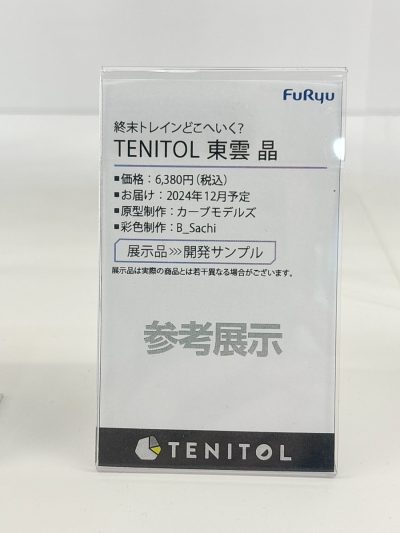 FuRyu
終末トレインどこへいく?
TENITOL 東雲 晶
■価格：6,380円(税込)
■お届け：2024年12月予定
■原型制作：カーブモデルズ
■彩色制作：B_Sachi
展示品>>>開発サンプル
展示品は実際の商品とは若干異なる場合がございます。
参考展示
TENITOL